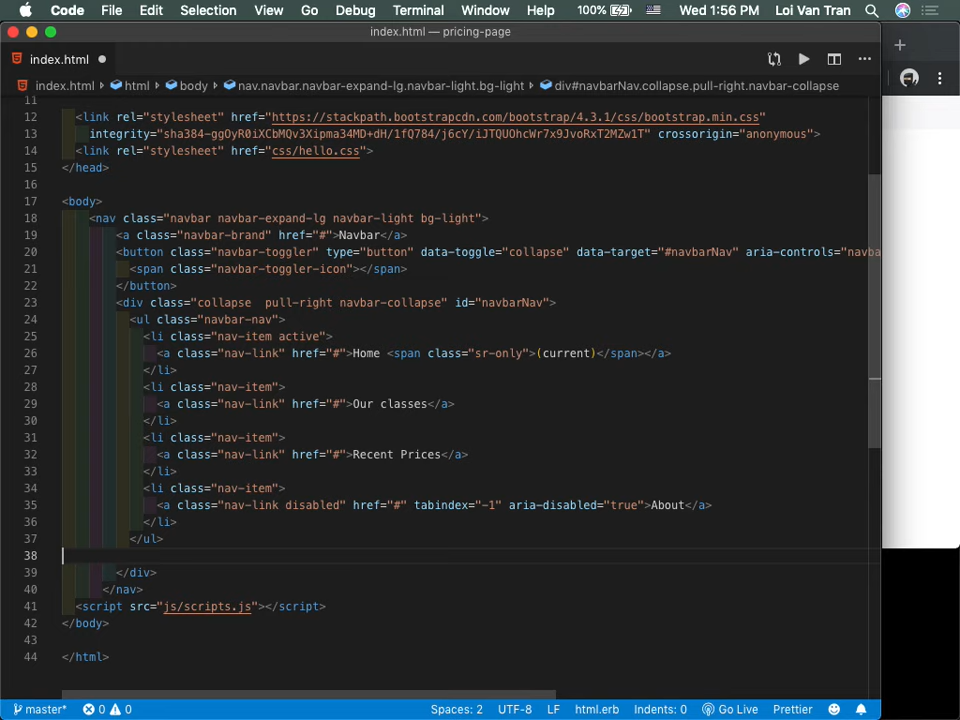 Code File Edit Selection View Go Debug Terminal Window Help 100% Wed 1:56 PM Loi Van Tran
index.html — pricing-page
index.html
index.html › html › body › nav.navbar.navbar-expand-lg.navbar-light.bg-light › div#navbarNav.collapse.pull-right.navbar-collapse
11
12 <link rel="stylesheet" href="https://stackpath.bootstrapcdn.com/bootstrap/4.3.1/css/bootstrap.min.css"
13 integrity="sha384-ggOyR0iXCbMQv3Xipma34MD+dH/1fQ784/j6cY/iJTQUOhcWr7x9JvoRxT2MZw1T" crossorigin="anonymous">
14 <link rel="stylesheet" href="css/hello.css">
15 </head>
16
17 <body>
18 <nav class="navbar navbar-expand-lg navbar-light bg-light">
19 <a class="navbar-brand" href="#">Navbar</a>
20 <button class="navbar-toggler" type="button" data-toggle="collapse" data-target="#navbarNav" aria-controls="navba
21 <span class="navbar-toggler-icon"></span>
22 </button>
23 <div class="collapse  pull-right navbar-collapse" id="navbarNav">
24 <ul class="navbar-nav">
25 <li class="nav-item active">
26 <a class="nav-link" href="#">Home <span class="sr-only">(current)</span></a>
27 </li>
28 <li class="nav-item">
29 <a class="nav-link" href="#">Our classes</a>
30 </li>
31 <li class="nav-item">
32 <a class="nav-link" href="#">Recent Prices</a>
33 </li>
34 <li class="nav-item">
35 <a class="nav-link disabled" href="#" tabindex="-1" aria-disabled="true">About</a>
36 </li>
37 </ul>
38
39 </div>
40 </nav>
41 <script src="js/scripts.js"></script>
42 </body>
43
44 </html>
master* 0 0 Spaces: 2 UTF-8 LF html.erb Indents: 0 Go Live Prettier